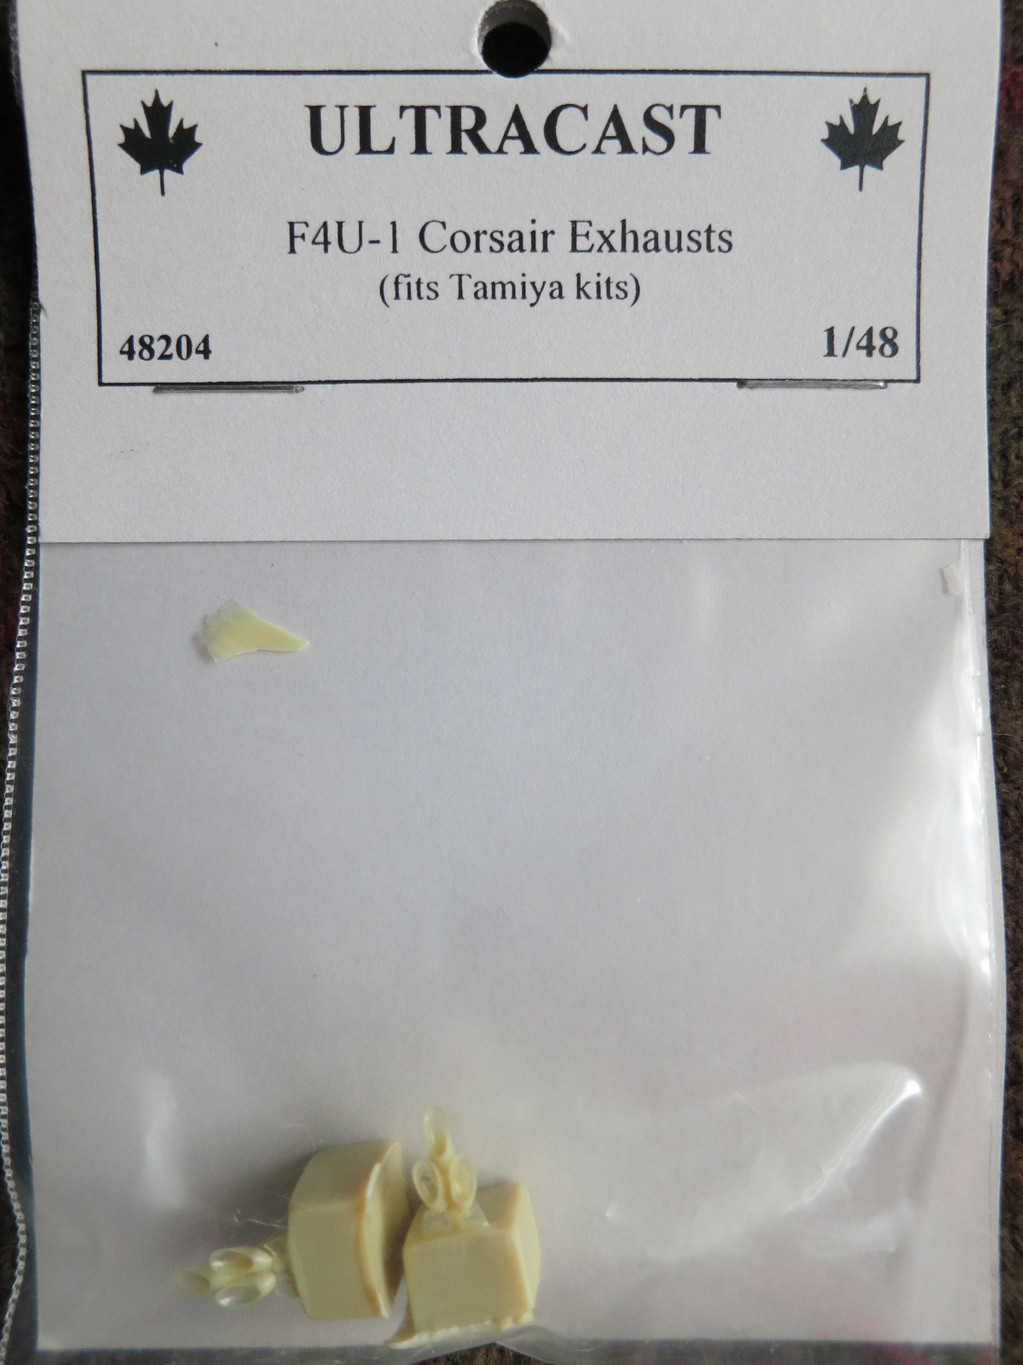 ULTRACAST
F4U-1 Corsair Exhausts
(fits Tamiya kits)
48204
1/48